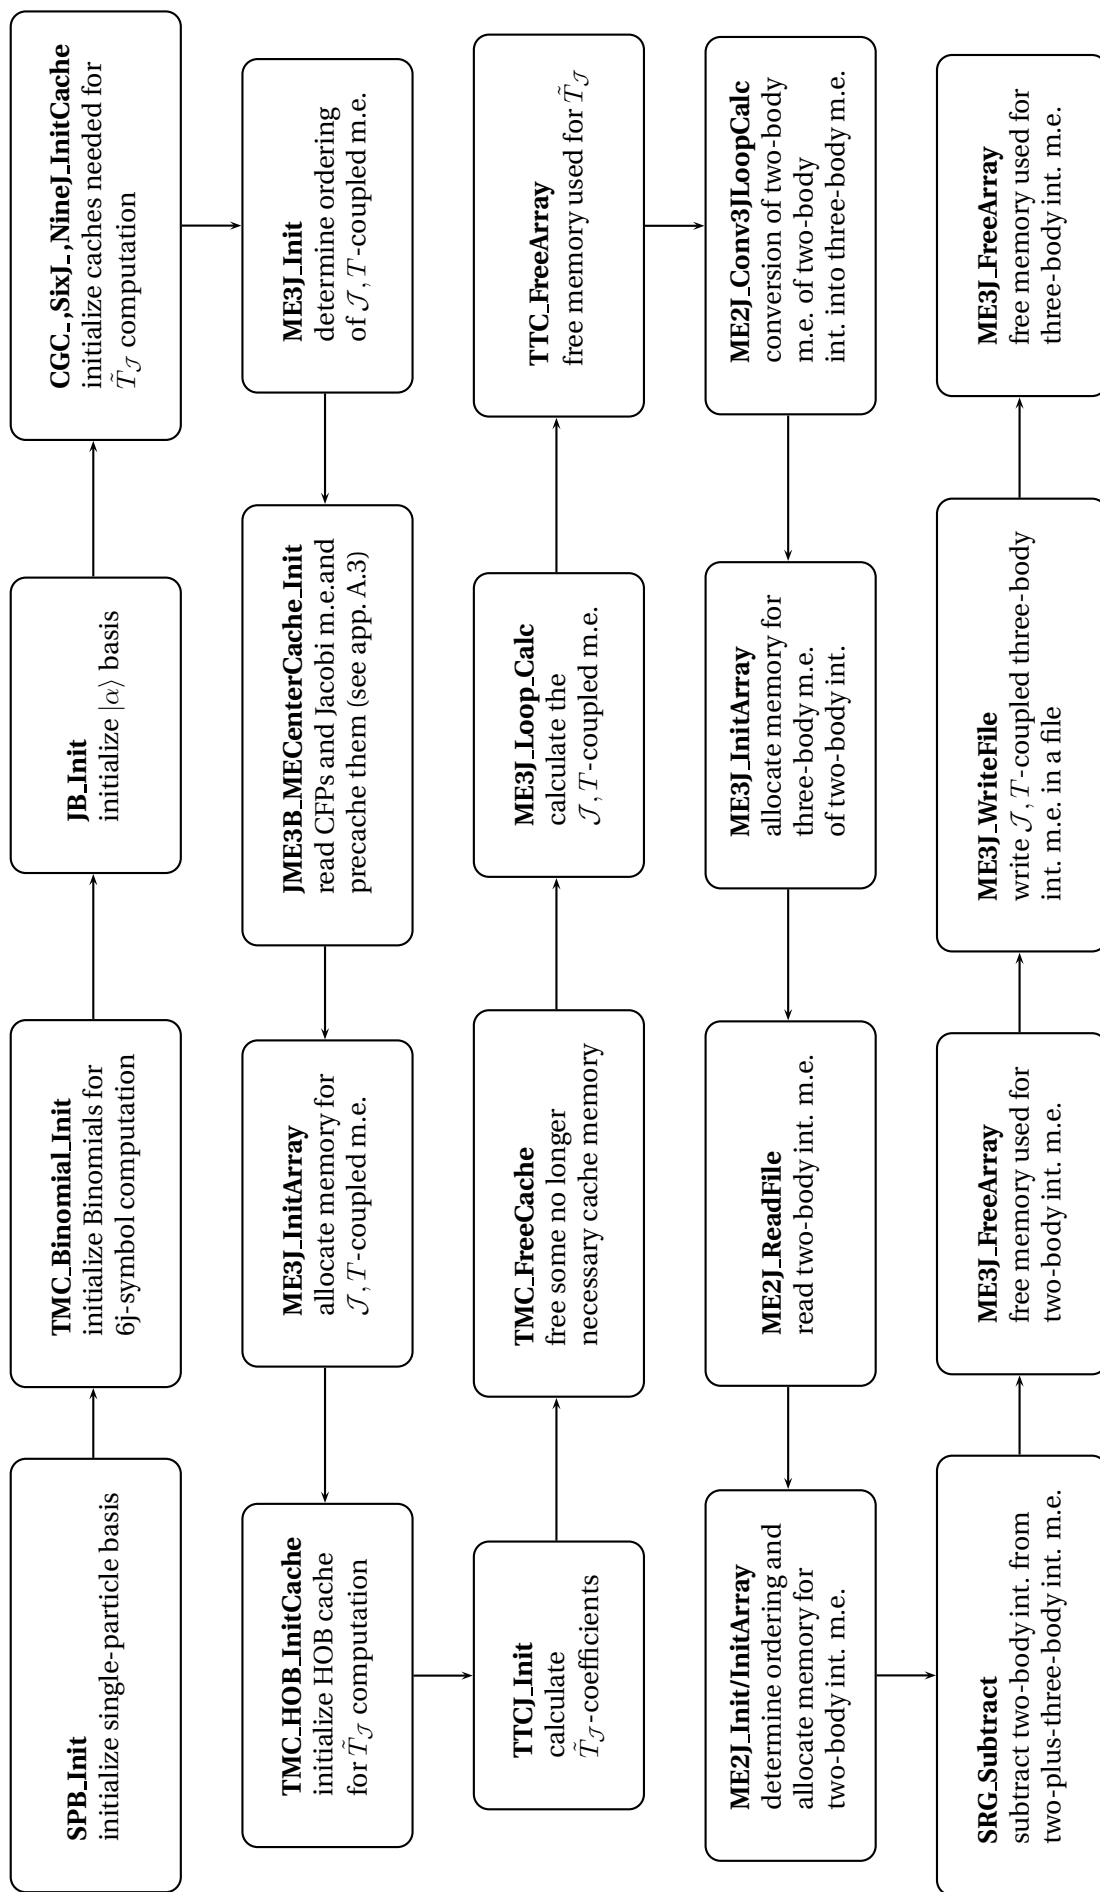 SPB_Init
initialize single-particle basis
TMC_Binomial_Init
initialize Binomials for
6j-symbol computation
JB_Init
initialize |α⟩ basis
CGC_,SixJ_,NineJ_InitCache
initialize caches needed for
T̃_𝒥 computation
ME3J_Init
determine ordering
of 𝒥, T-coupled m.e.
JME3B_MECenterCache_Init
read CFPs and Jacobi m.e.and
precache them (see app. A.3)
ME3J_InitArray
allocate memory for
𝒥, T-coupled m.e.
TMC_HOB_InitCache
initialize HOB cache
for T̃_𝒥 computation
TTCJ_Init
calculate
T̃_𝒥-coefficients
TMC_FreeCache
free some no longer
necessary cache memory
ME3J_Loop_Calc
calculate the
𝒥, T-coupled m.e.
TTC_FreeArray
free memory used for T̃_𝒥
ME2J_Conv3JLoopCalc
conversion of two-body
m.e. of two-body
int. into three-body m.e.
ME3J_InitArray
allocate memory for
three-body m.e.
of two-body int.
ME2J_ReadFile
read two-body int. m.e.
ME2J_Init/InitArray
determine ordering and
allocate memory for
two-body int. m.e.
SRG_Subtract
subtract two-body int. from
two-plus-three-body int. m.e.
ME3J_FreeArray
free memory used for
two-body int. m.e.
ME3J_WriteFile
write 𝒥, T-coupled three-body
int. m.e. in a file
ME3J_FreeArray
free memory used for
three-body int. m.e.